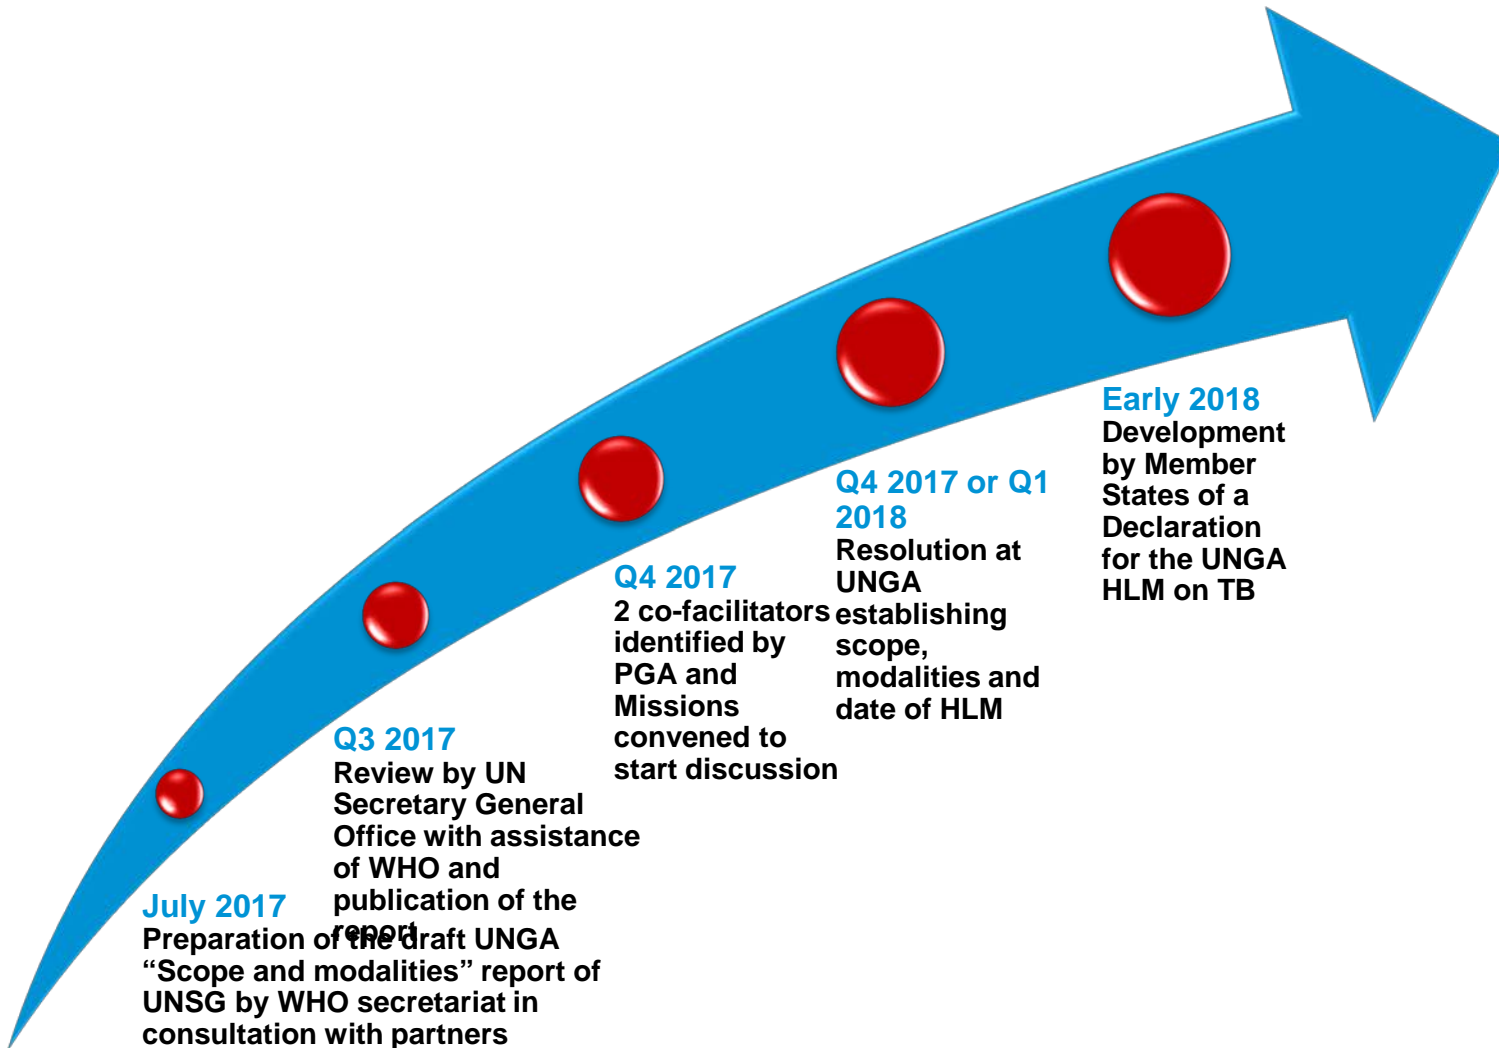 July 2017
Preparation of the draft UNGA
“Scope and modalities” report of
UNSG by WHO secretariat in
consultation with partners
Q3 2017
Review by UN
Secretary General
Office with assistance
of WHO and
publication of the
report
Q4 2017
2 co-facilitators
identified by
PGA and
Missions
convened to
start discussion
Q4 2017 or Q1
2018
Resolution at
UNGA
establishing
scope,
modalities and
date of HLM
Early 2018
Development
by Member
States of a
Declaration
for the UNGA
HLM on TB